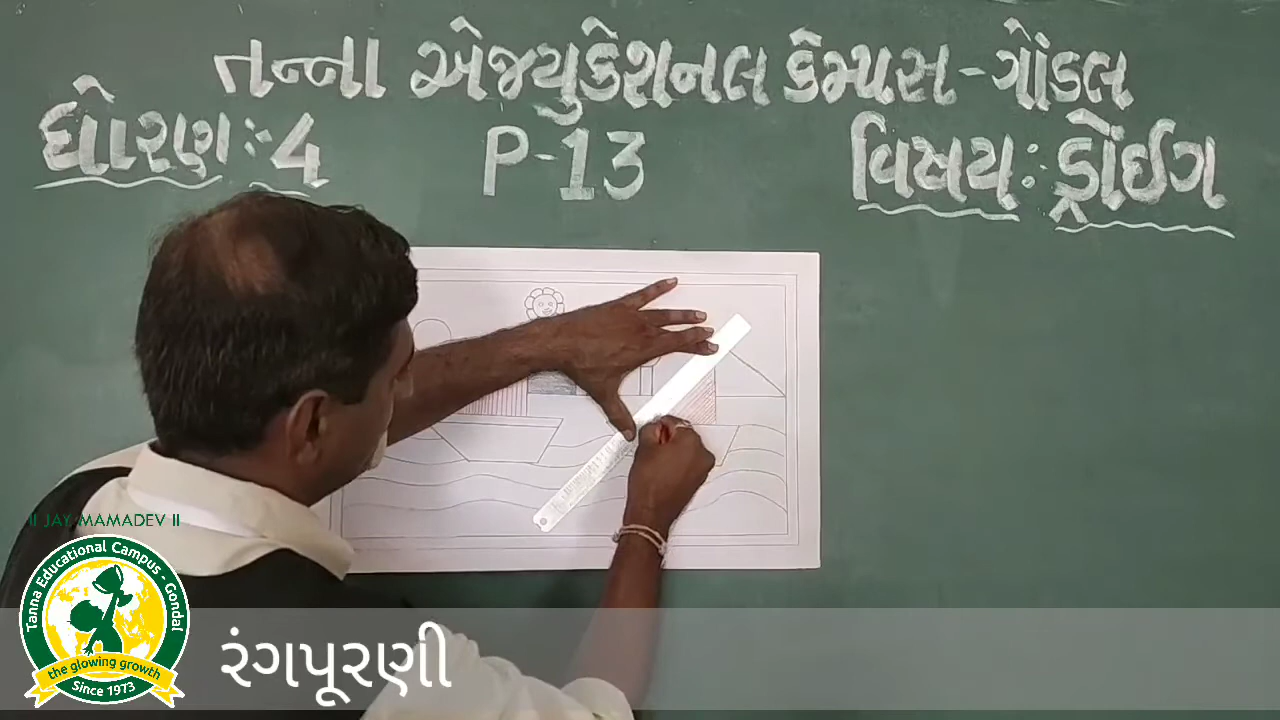 તન્ના એજ્યુકેશનલ કેમ્પસ - ગોંડલ
ધોરણ :- 4
P-13
વિષય : ડ્રોઈંગ
II JAY MAMADEV II
Tanna Educational Campus - Gondal
the glowing growth
Since 1973
રંગપૂરણી